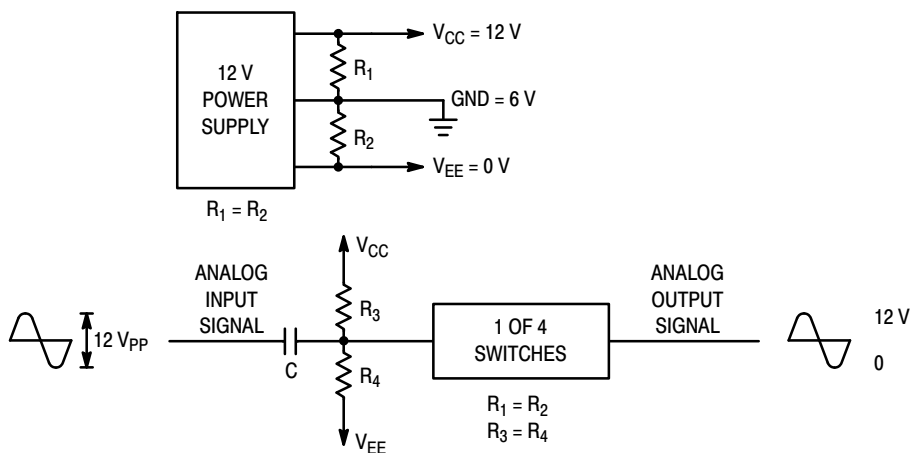 12 V
POWER
SUPPLY
V_CC = 12 V
R_1
GND = 6 V
R_2
V_EE = 0 V
R_1 = R_2
12 V_PP
ANALOG
INPUT
SIGNAL
C
V_CC
R_3
R_4
V_EE
1 OF 4
SWITCHES
R_1 = R_2
R_3 = R_4
ANALOG
OUTPUT
SIGNAL
12 V
0